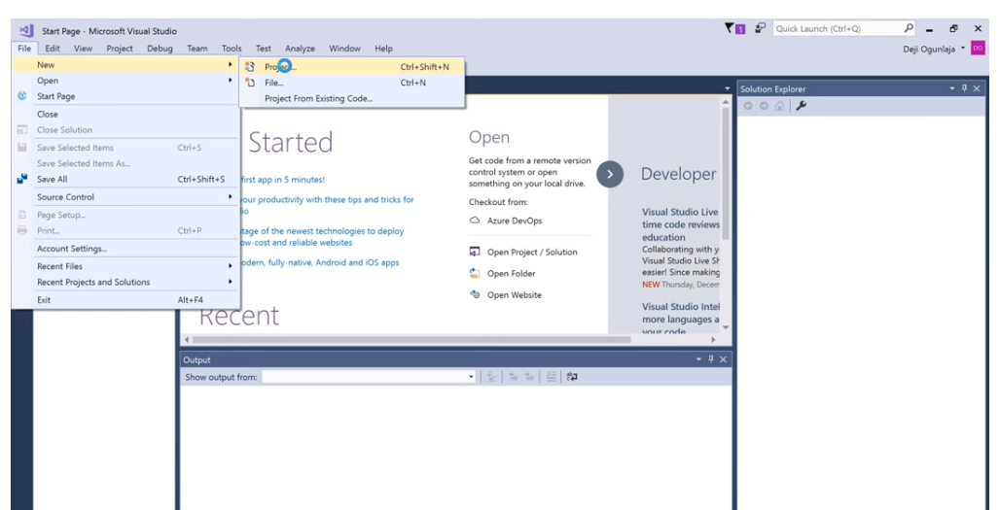 Start Page - Microsoft Visual Studio
1
Quick Launch (Ctrl+Q)
File Edit View Project Debug Team Tools Test Analyze Window Help
Deji Ogunlaja
DO
New
Open
Start Page
Close
Close Solution
Save Selected Items Ctrl+S
Save Selected Items As...
Save All Ctrl+Shift+S
Source Control
Page Setup...
Print... Ctrl+P
Account Settings...
Recent Files
Recent Projects and Solutions
Exit Alt+F4
Project... Ctrl+Shift+N
File... Ctrl+N
Project From Existing Code...
Started
first app in 5 minutes!
your productivity with these tips and tricks for
io
tage of the newest technologies to deploy
ow-cost and reliable websites
odern, fully-native, Android and iOS apps
Recent
Open
Get code from a remote version
control system or open
something on your local drive.
Checkout from:
Azure DevOps
Open Project / Solution
Open Folder
Open Website
Developer
Visual Studio Live
time code reviews
education
Collaborating with y
Visual Studio Live Sh
easier! Since making
NEW Thursday, Decem
Visual Studio Intel
more languages a
your code
Solution Explorer
Output
Show output from: